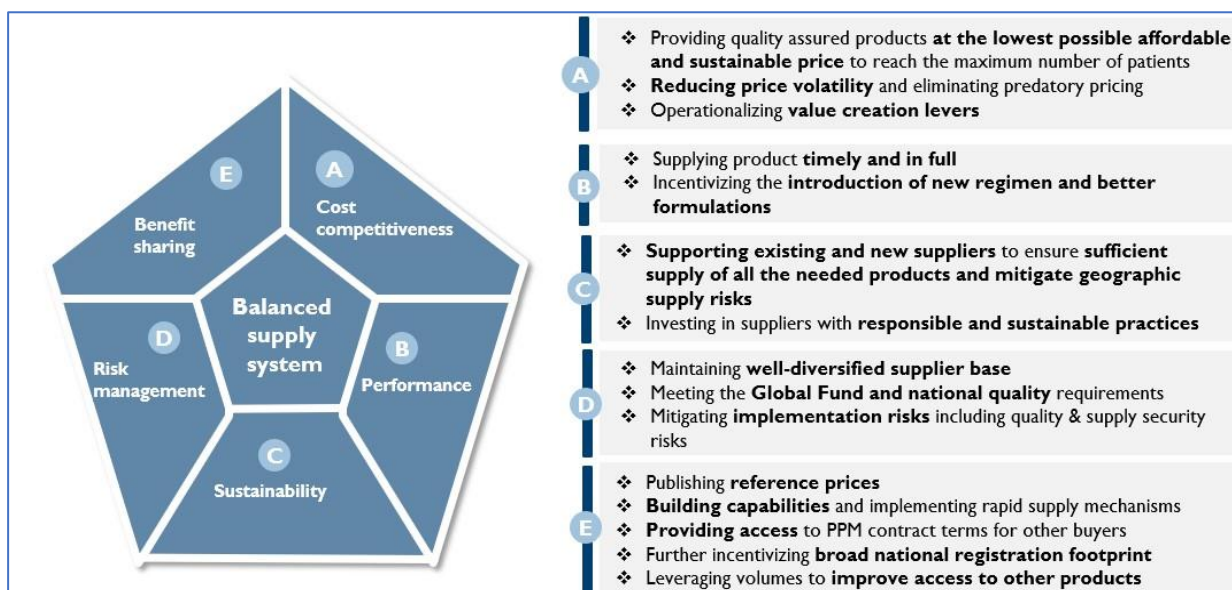 E
Benefit
sharing
A
Cost
competitiveness
Balanced
supply
system
D
Risk
management
B
Performance
C
Sustainability
A
❖ Providing quality assured products at the lowest possible affordable
and sustainable price to reach the maximum number of patients
❖ Reducing price volatility and eliminating predatory pricing
❖ Operationalizing value creation levers
B
❖ Supplying product timely and in full
❖ Incentivizing the introduction of new regimen and better
formulations
C
❖ Supporting existing and new suppliers to ensure sufficient
supply of all the needed products and mitigate geographic
supply risks
❖ Investing in suppliers with responsible and sustainable practices
D
❖ Maintaining well-diversified supplier base
❖ Meeting the Global Fund and national quality requirements
❖ Mitigating implementation risks including quality & supply security
risks
E
❖ Publishing reference prices
❖ Building capabilities and implementing rapid supply mechanisms
❖ Providing access to PPM contract terms for other buyers
❖ Further incentivizing broad national registration footprint
❖ Leveraging volumes to improve access to other products